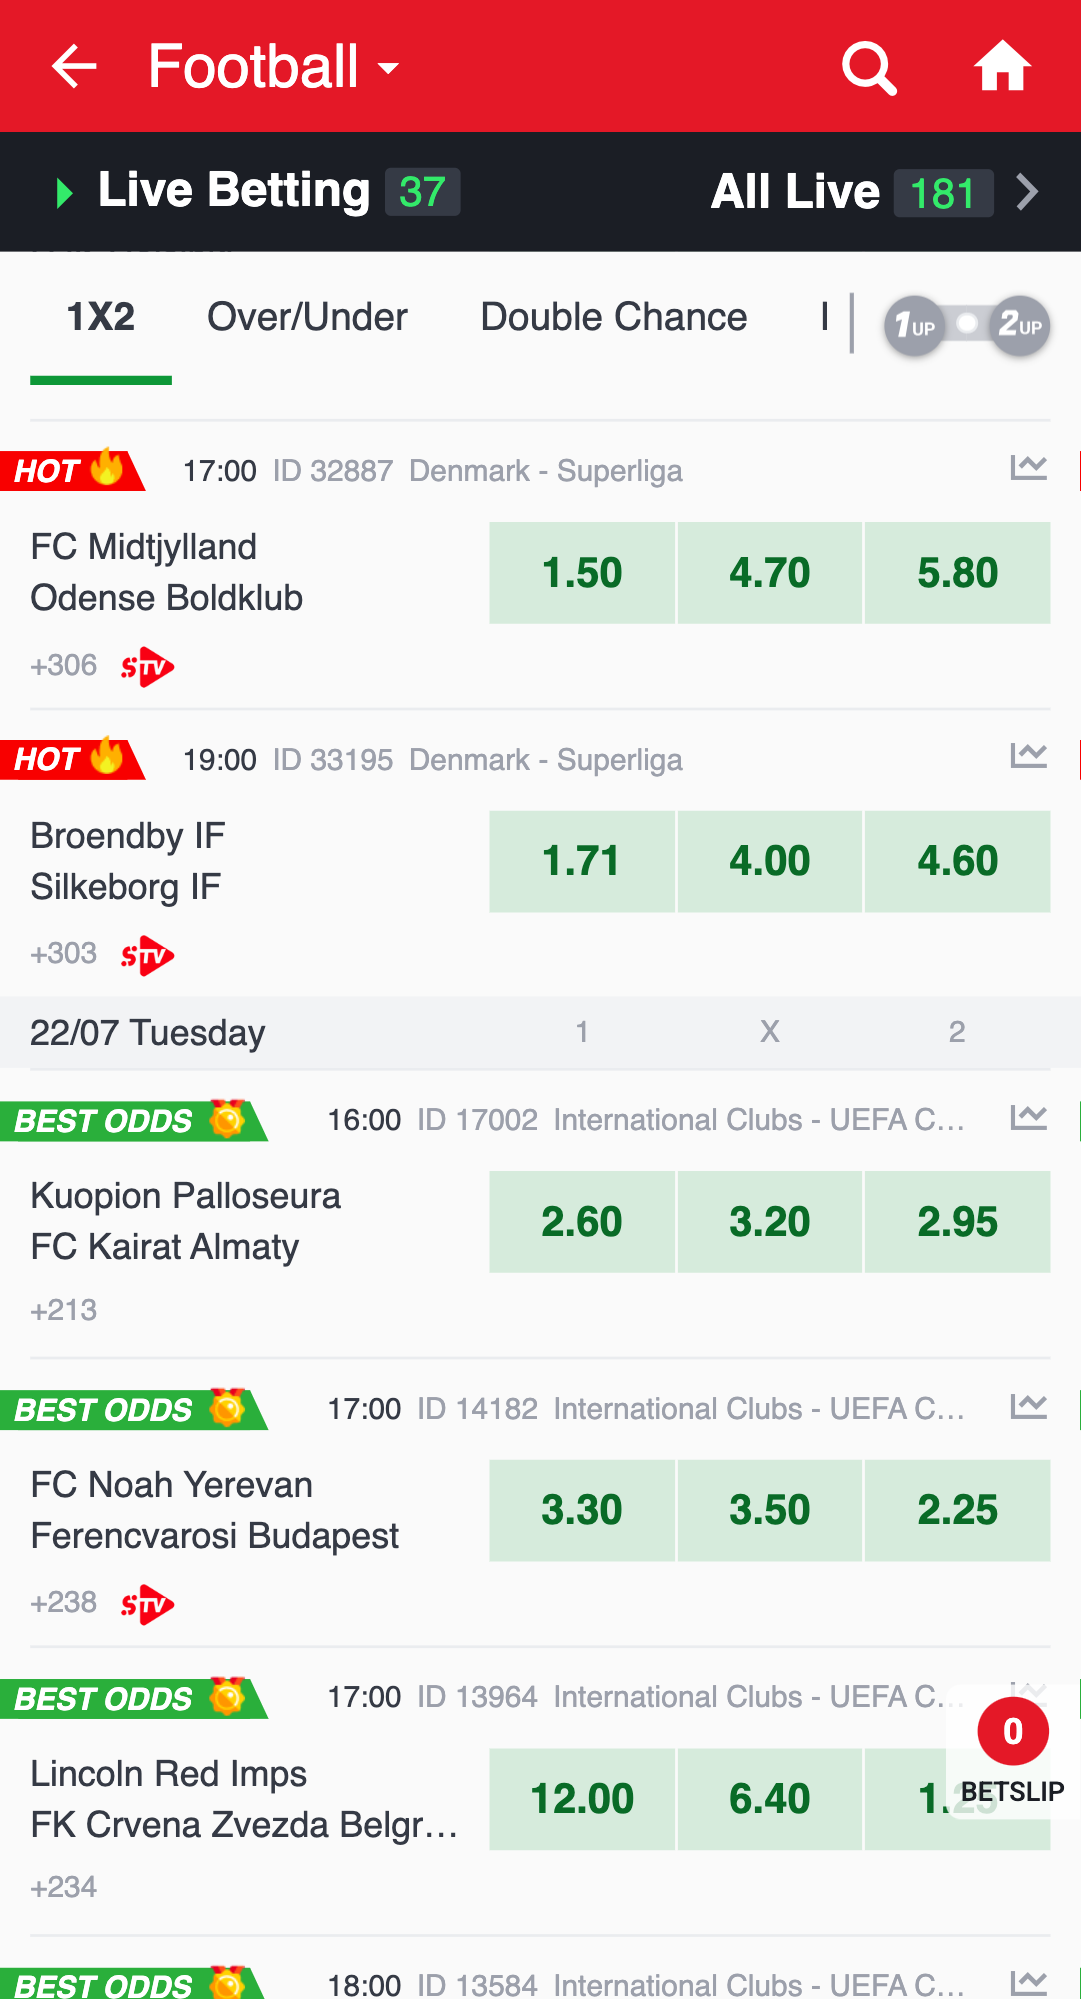 Football
Live Betting 37 All Live 181
1X2 Over/Under Double Chance 1UP 2UP
HOT 17:00 ID 32887 Denmark - Superliga
FC Midtjylland
Odense Boldklub
1.50 4.70 5.80
+306 STV
HOT 19:00 ID 33195 Denmark - Superliga
Broendby IF
Silkeborg IF
1.71 4.00 4.60
+303 STV
22/07 Tuesday 1 X 2
BEST ODDS 16:00 ID 17002 International Clubs - UEFA C...
Kuopion Palloseura
FC Kairat Almaty
2.60 3.20 2.95
+213
BEST ODDS 17:00 ID 14182 International Clubs - UEFA C...
FC Noah Yerevan
Ferencvarosi Budapest
3.30 3.50 2.25
+238 STV
BEST ODDS 17:00 ID 13964 International Clubs - UEFA C...
Lincoln Red Imps
FK Crvena Zvezda Belgr...
12.00 6.40 1.25
0
BETSLIP
+234
BEST ODDS 18:00 ID 13584 International Clubs - UEFA C...